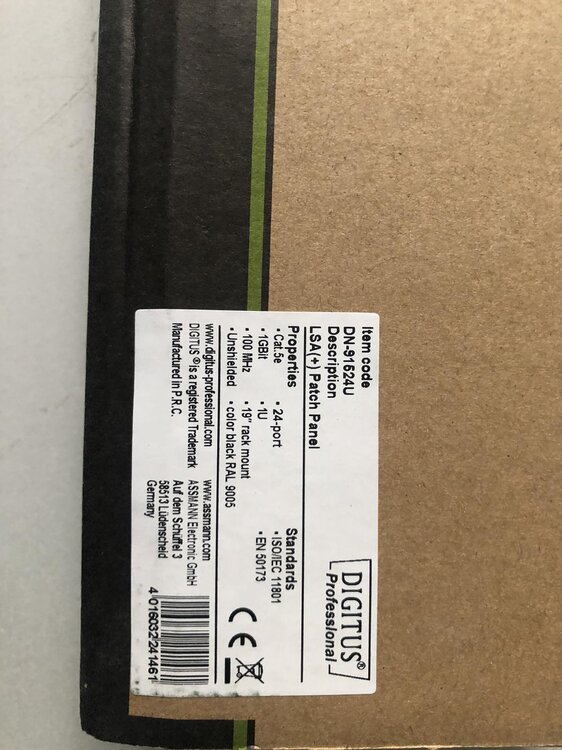 Item code
DN-91524U
Description
LSA(+) Patch Panel
DIGITUS®
Professional
Properties
• Cat.5e
• 24-port
• 1GBit
• 1U
• 100 MHz
• 19" rack mount
• Unshielded
• color black RAL 9005
Standards
• ISO/IEC 11801
• EN 50173
CE
www.digitus-professional.com
DIGITUS® is a registered Trademark
Manufactured in P.R.C.
www.assmann.com
ASSMANN Electronic GmbH
Auf dem Schüffel 3
58513 Lüdenscheid
Germany
4 016032 241461